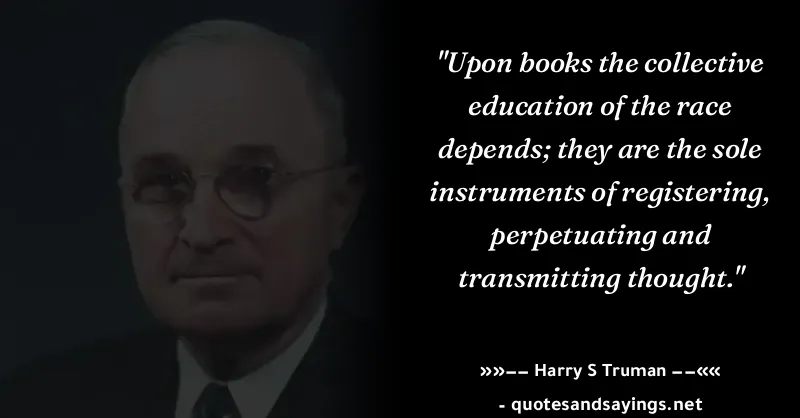 "Upon books the collective
education of the race
depends; they are the sole
instruments of registering,
perpetuating and
transmitting thought."
»»−− Harry S Truman −−««
- quotesandsayings.net